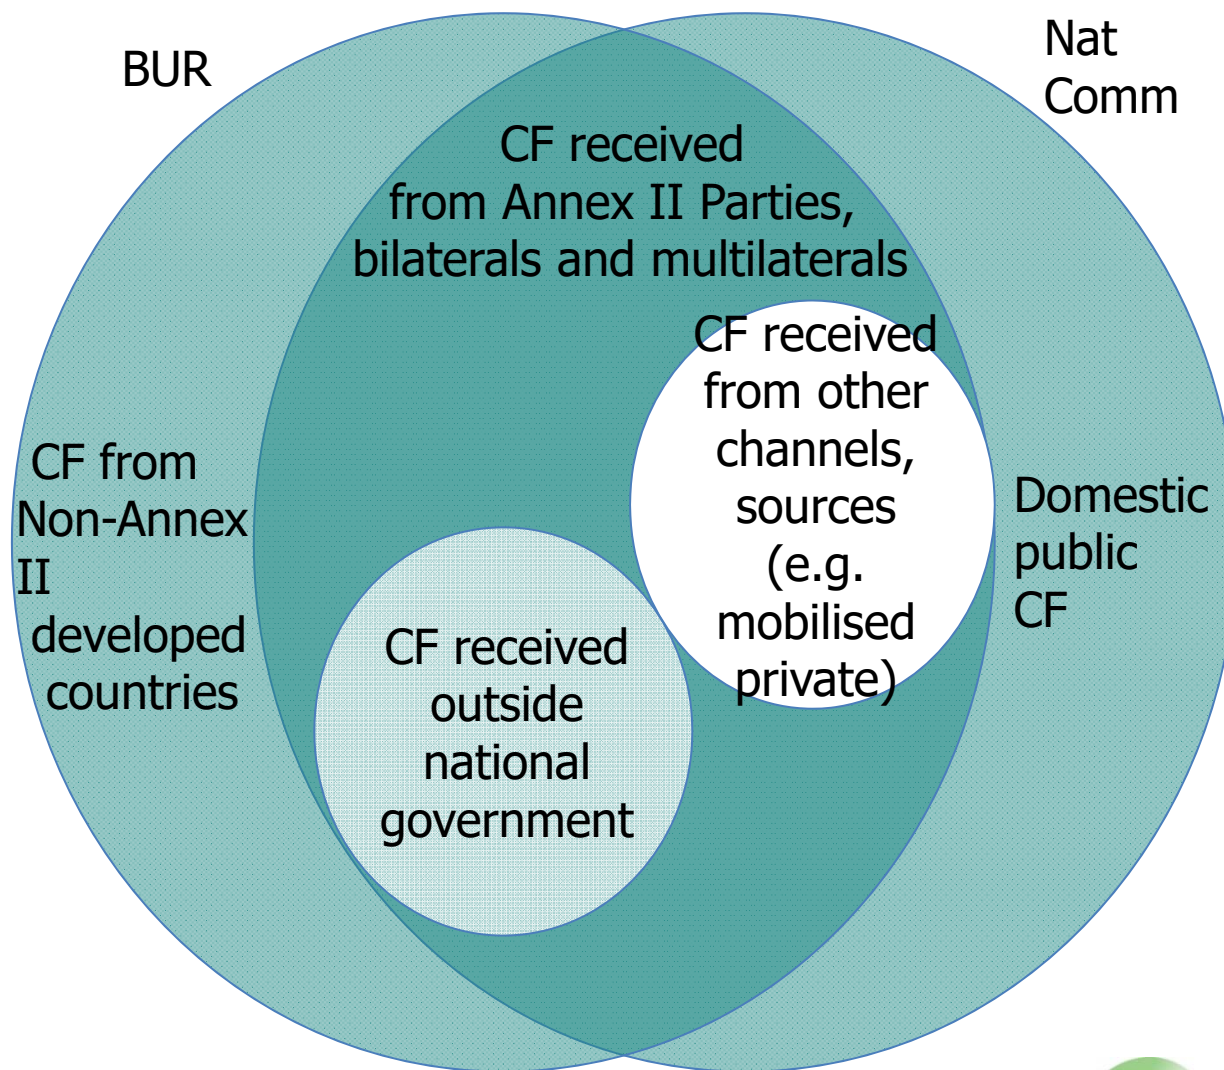 BUR
Nat
Comm
CF received
from Annex II Parties,
bilaterals and multilaterals
CF received
from other
channels,
sources
(e.g.
mobilised
private)
CF from
Non-Annex
II
developed
countries
Domestic
public
CF
CF received
outside
national
government